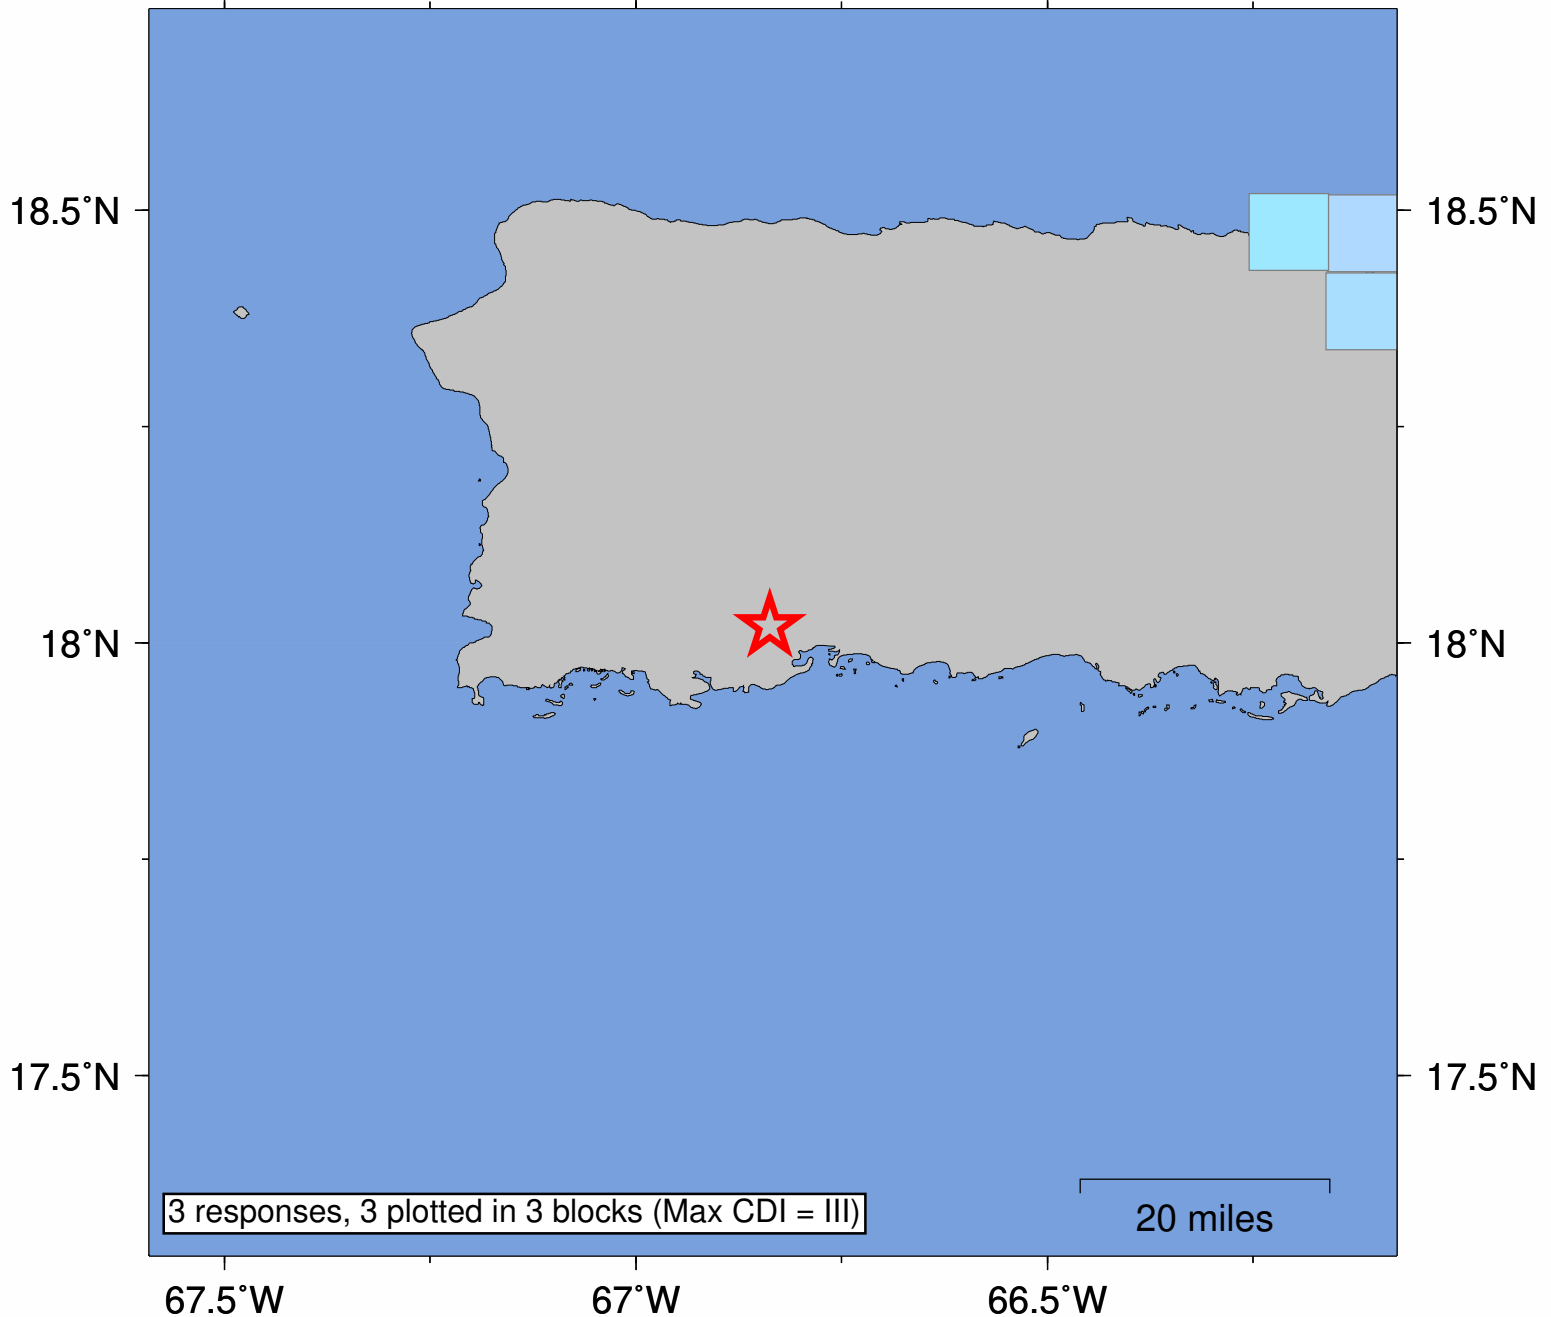 18.5˚N
18.5˚N
18˚N
18˚N
17.5˚N
17.5˚N
3 responses, 3 plotted in 3 blocks (Max CDI = III)
20 miles
67.5˚W
67˚W
66.5˚W